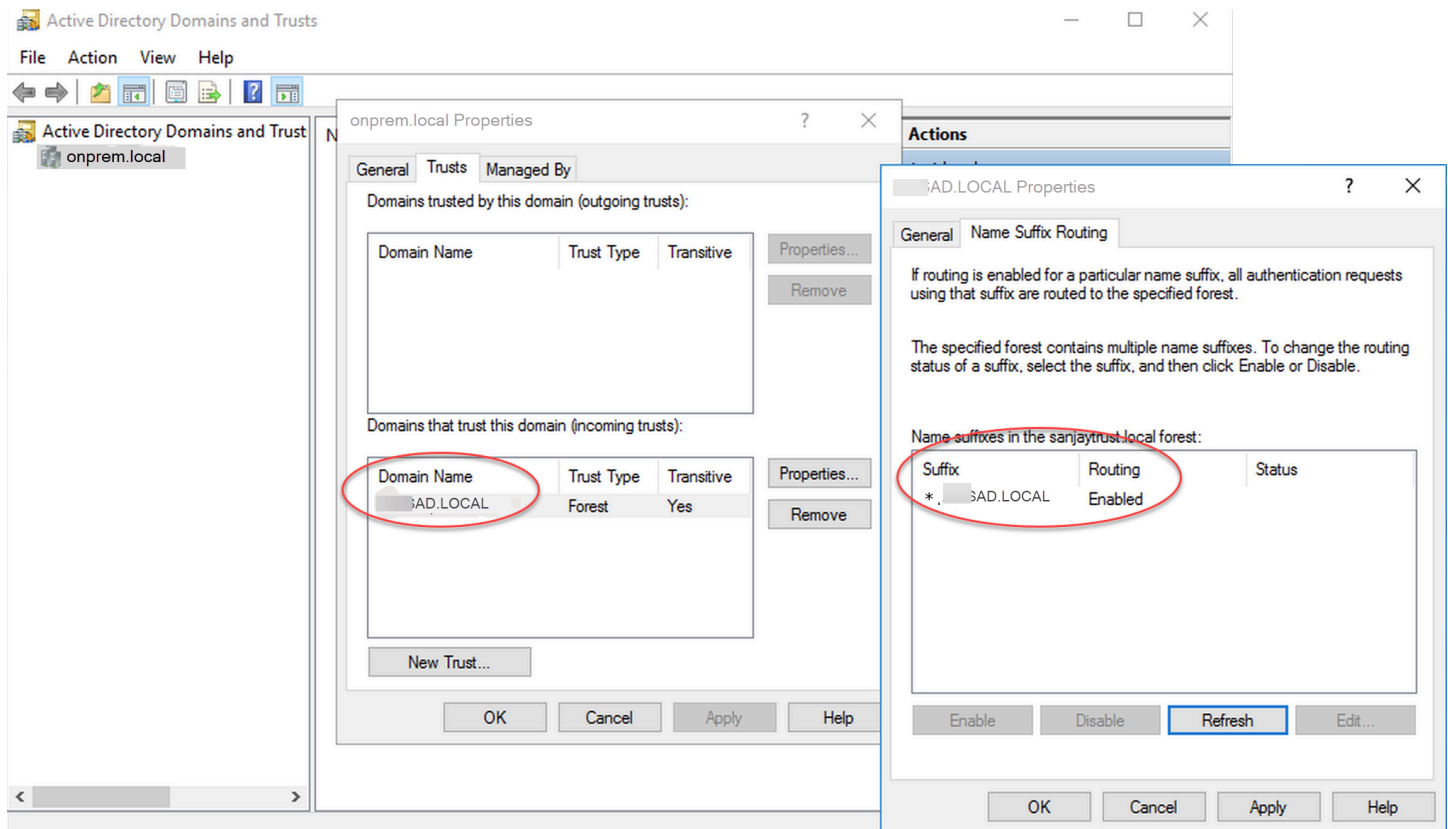 Active Directory Domains and Trusts
File Action View Help
Active Directory Domains and Trust
onprem.local
N
onprem.local Properties
?
General Trusts Managed By
Domains trusted by this domain (outgoing trusts):
Domain Name Trust Type Transitive
Properties...
Remove
Domains that trust this domain (incoming trusts):
Domain Name Trust Type Transitive
SAD.LOCAL Forest Yes
Properties...
Remove
New Trust...
OK Cancel Apply Help
Actions
SAD.LOCAL Properties
?
General Name Suffix Routing
If routing is enabled for a particular name suffix, all authentication requests
using that suffix are routed to the specified forest.
The specified forest contains multiple name suffixes. To change the routing
status of a suffix, select the suffix, and then click Enable or Disable.
Name suffixes in the sanjaytrust.local forest:
Suffix Routing Status
*. SAD.LOCAL Enabled
Enable Disable Refresh Edit...
OK Cancel Apply Help